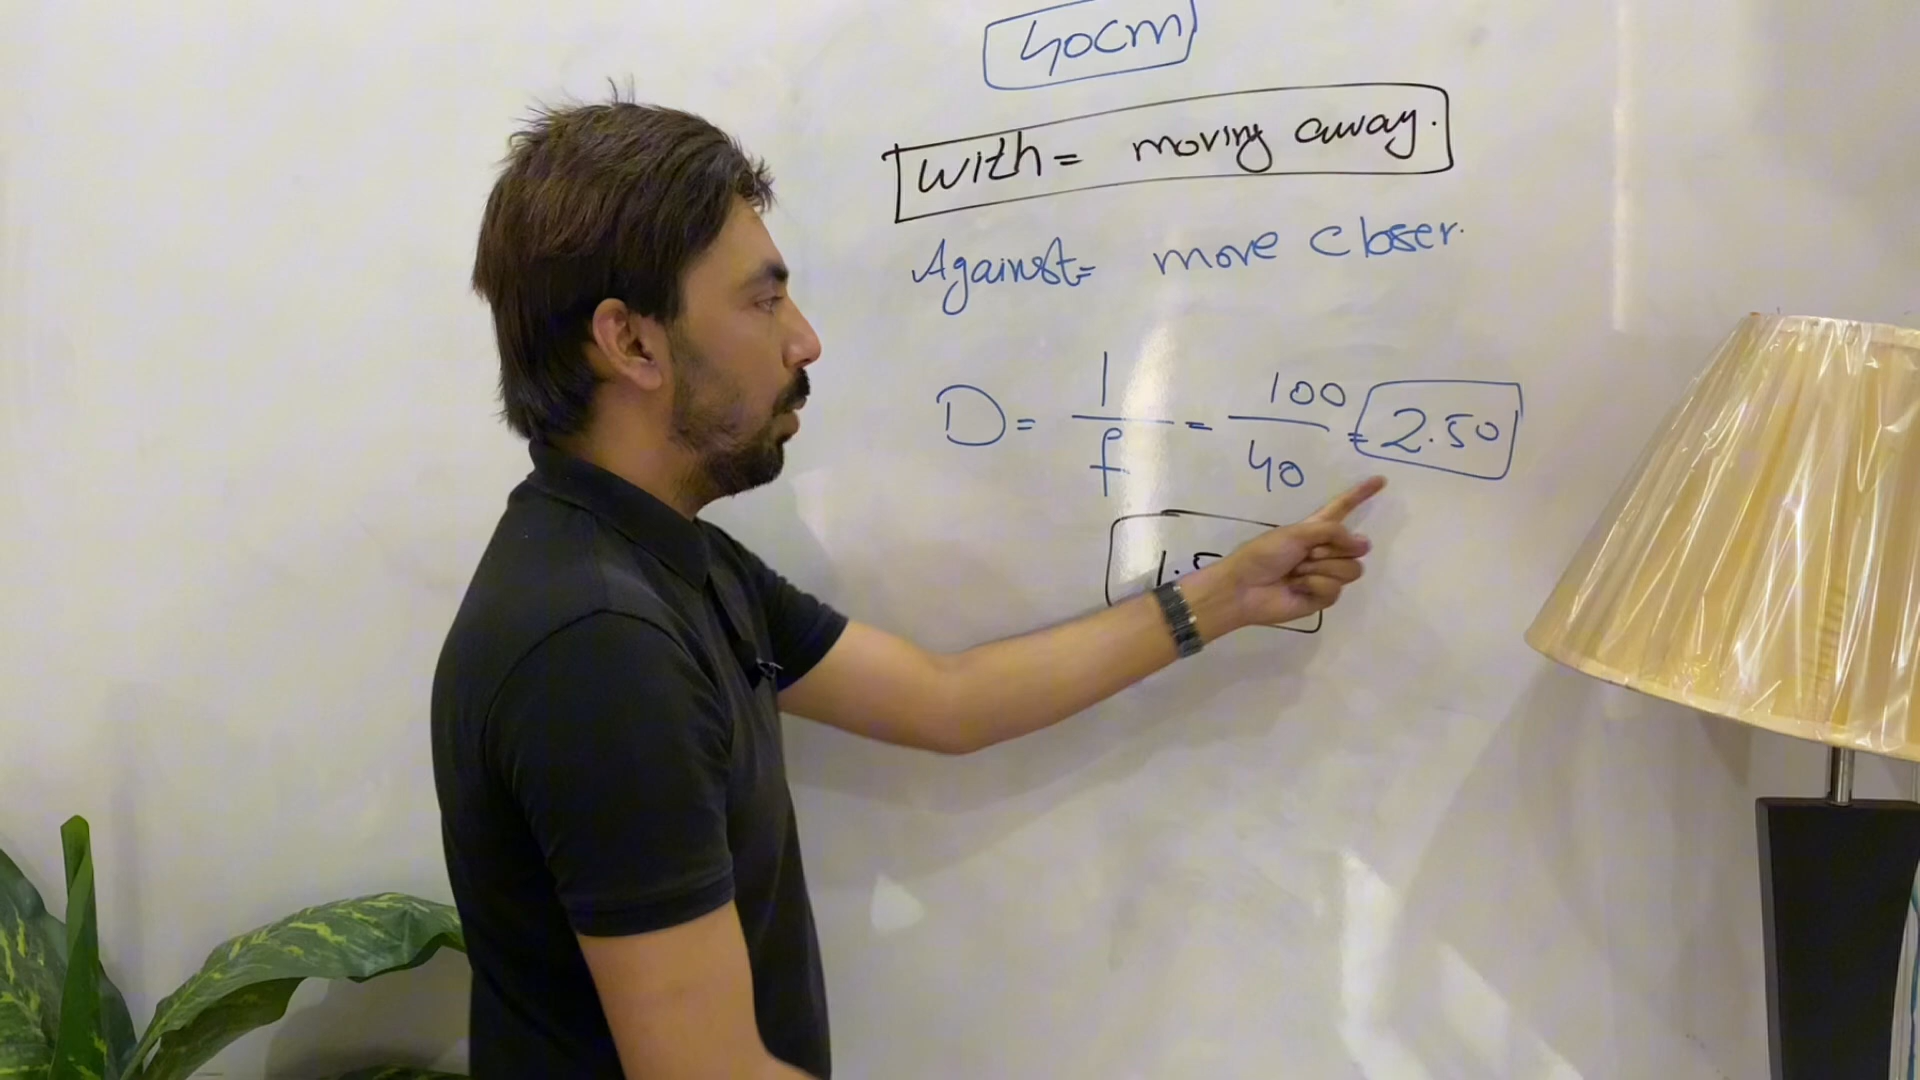 40cm
With = moving away.
Against = move closer.
D = 1/f = 100/40 = 2.50